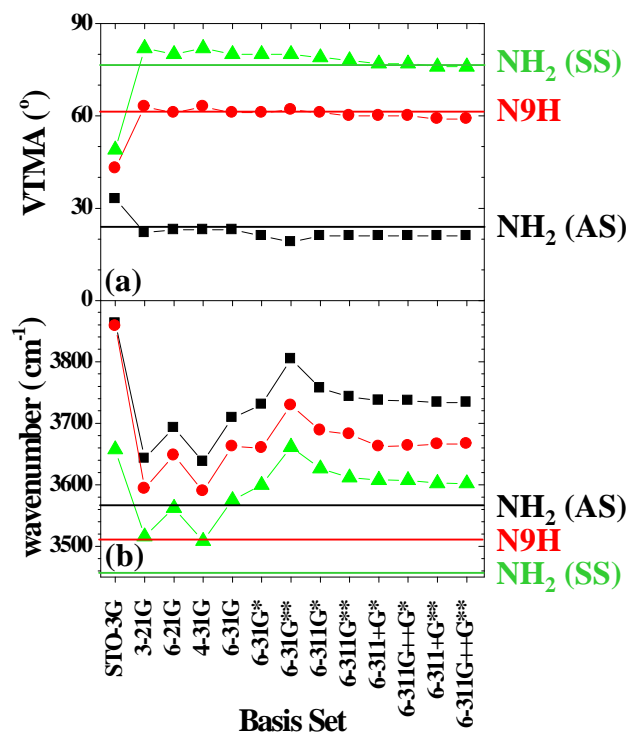 90
60
30
0
VTMA (º)
(a)
NH₂ (SS)
N9H
NH₂ (AS)
3800
3700
3600
3500
wavenumber (cm⁻¹)
(b)
NH₂ (AS)
N9H
NH₂ (SS)
STO-3G
3-21G
6-21G
4-31G
6-31G
6-31G*
6-31G**
6-311G*
6-311G**
6-311+G*
6-311G++G*
6-311+G**
6-311G++G**
Basis Set